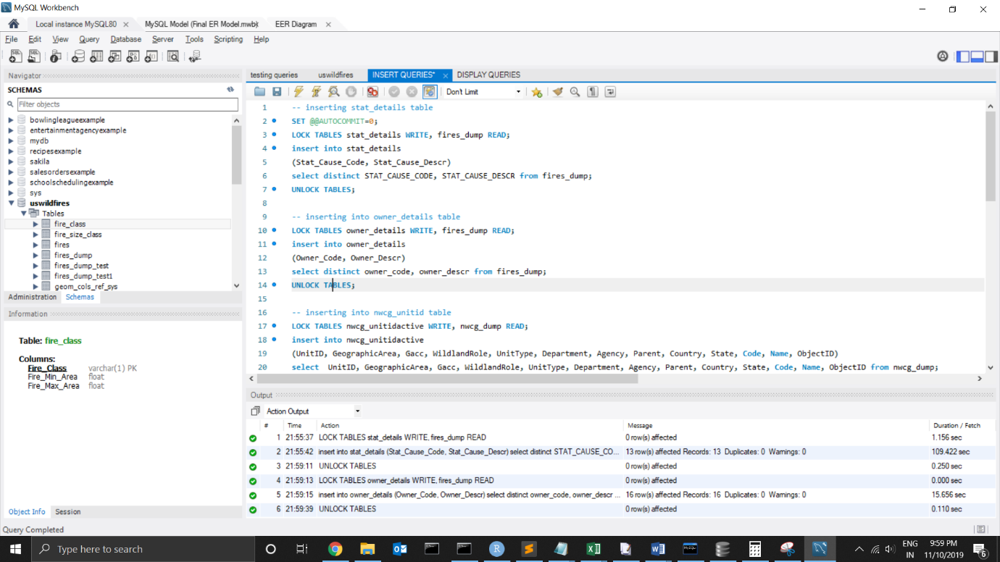 MySQL Workbench
Local instance MySQL80
MySQL Model (Final ER Model.mwb)
EER Diagram
File Edit View Query Database Server Tools Scripting Help
Navigator
SCHEMAS
Filter objects
bowlingleagueexample
entertainmentagencyexample
mydb
recipesexample
sakila
salesordersexample
schoolschedulingexample
sys
uswildfires
Tables
fire_class
fire_size_class
fires
fires_dump
fires_dump_test
fires_dump_test1
geom_cols_ref_sys
Administration Schemas
Information
Table: fire_class
Columns:
Fire_Class varchar(1) PK
Fire_Min_Area float
Fire_Max_Area float
Object Info Session
Query Completed
testing queries uswildfires INSERT QUERIES* DISPLAY QUERIES
Don't Limit
1 -- inserting stat_details table
2 SET @@AUTOCOMMIT=0;
3 LOCK TABLES stat_details WRITE, fires_dump READ;
4 insert into stat_details
5 (Stat_Cause_Code, Stat_Cause_Descr)
6 select distinct STAT_CAUSE_CODE, STAT_CAUSE_DESCR from fires_dump;
7 UNLOCK TABLES;
8
9 -- inserting into owner_details table
10 LOCK TABLES owner_details WRITE, fires_dump READ;
11 insert into owner_details
12 (Owner_Code, Owner_Descr)
13 select distinct owner_code, owner_descr from fires_dump;
14 UNLOCK TABLES;
15
16 -- inserting into nwcg_unitid table
17 LOCK TABLES nwcg_unitidactive WRITE, nwcg_dump READ;
18 insert into nwcg_unitidactive
19 (UnitID, GeographicArea, Gacc, WildlandRole, UnitType, Department, Agency, Parent, Country, State, Code, Name, ObjectID)
20 select UnitID, GeographicArea, Gacc, WildlandRole, UnitType, Department, Agency, Parent, Country, State, Code, Name, ObjectID from nwcg_dump;
Output
Action Output
# Time Action Message Duration / Fetch
1 21:55:37 LOCK TABLES stat_details WRITE, fires_dump READ 0 row(s) affected 1.156 sec
2 21:55:42 insert into stat_details (Stat_Cause_Code, Stat_Cause_Descr) select distinct STAT_CAUSE_CO... 13 row(s) affected Records: 13 Duplicates: 0 Warnings: 0 109.422 sec
3 21:59:11 UNLOCK TABLES 0 row(s) affected 0.250 sec
4 21:59:13 LOCK TABLES owner_details WRITE, fires_dump READ 0 row(s) affected 0.000 sec
5 21:59:15 insert into owner_details (Owner_Code, Owner_Descr) select distinct owner_code, owner_descr ... 16 row(s) affected Records: 16 Duplicates: 0 Warnings: 0 15.656 sec
6 21:59:39 UNLOCK TABLES 0 row(s) affected 0.110 sec
Type here to search
ENG
IN
9:59 PM
11/10/2019
6